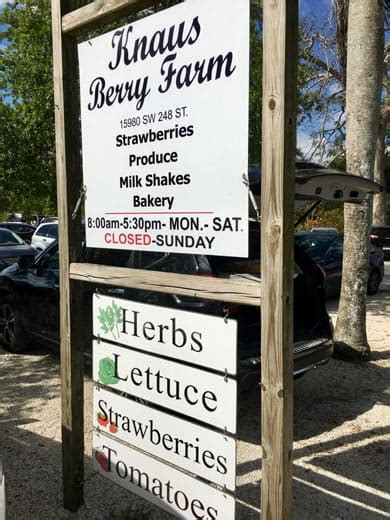 Knaus
Berry Farm
15980 SW 248 ST.
Strawberries
Produce
Milk Shakes
Bakery
8:00am-5:30pm- MON.- SAT.
CLOSED-SUNDAY
Herbs
Lettuce
Strawberries
Tomatoes